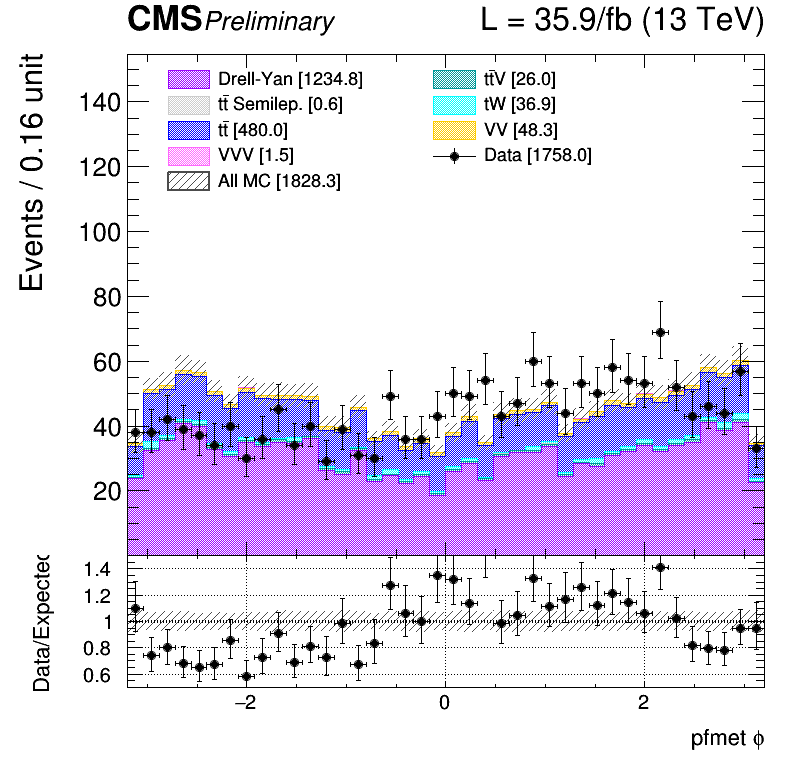 CMS Preliminary L = 35.9/fb (13 TeV)
Events / 0.16 unit
140
120
100
80
60
40
20
Drell-Yan [1234.8]
tt̄ Semilep. [0.6]
tt̄ [480.0]
VVV [1.5]
All MC [1828.3]
tt̄V [26.0]
tW [36.9]
VV [48.3]
Data [1758.0]
Data/Expected
1.4
1.2
1
0.8
0.6
−2 0 2
pfmet ϕ